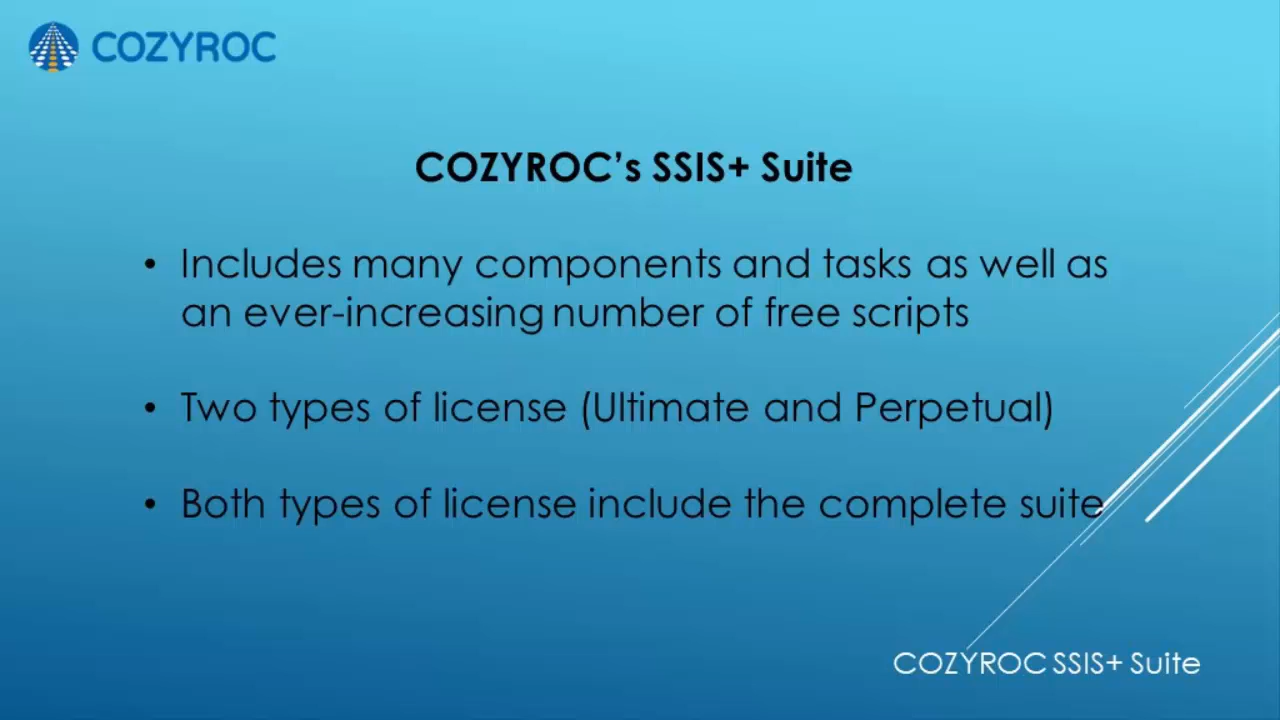 COZYROC
COZYROC's SSIS+ Suite
• Includes many components and tasks as well as
an ever-increasing number of free scripts
• Two types of license (Ultimate and Perpetual)
• Both types of license include the complete suite
COZYROC SSIS+ Suite